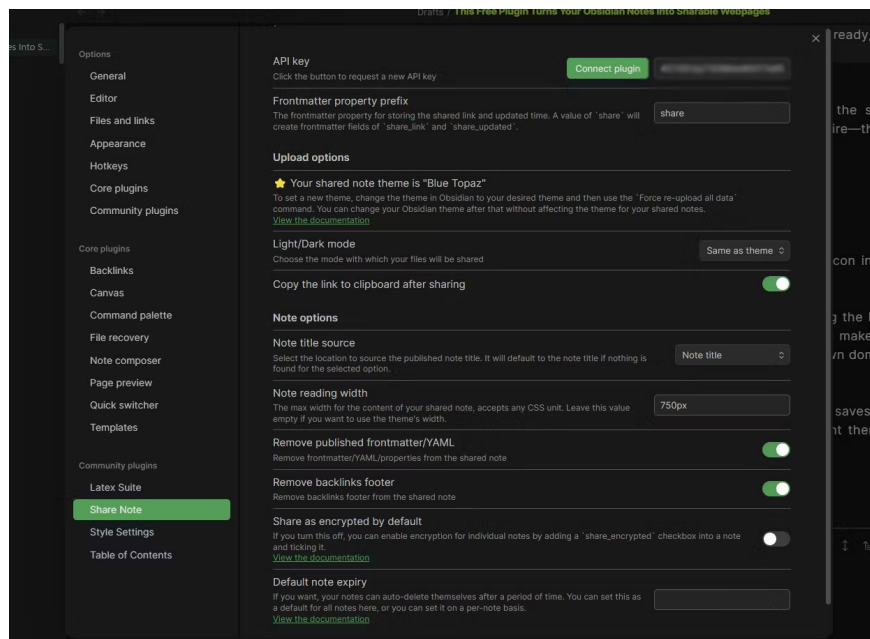 Drafts / This Free Plugin Turns Your Obsidian Notes Into Sharable Webpages
es Into S...
ready,
Options
General
Editor
Files and links
Appearance
Hotkeys
Core plugins
Community plugins
Core plugins
Backlinks
Canvas
Command palette
File recovery
Note composer
Page preview
Quick switcher
Templates
Community plugins
Latex Suite
Share Note
Style Settings
Table of Contents
API key
Click the button to request a new API key
Connect plugin
Frontmatter property prefix
The frontmatter property for storing the shared link and updated time. A value of `share` will
create frontmatter fields of `share_link` and `share_updated`.
share
Upload options
⭐ Your shared note theme is "Blue Topaz"
To set a new theme, change the theme in Obsidian to your desired theme and then use the `Force re-upload all data`
command. You can change your Obsidian theme after that without affecting the theme for your shared notes.
View the documentation
Light/Dark mode
Choose the mode with which your files will be shared
Same as theme
Copy the link to clipboard after sharing
Note options
Note title source
Select the location to source the published note title. It will default to the note title if nothing is
found for the selected option.
Note title
Note reading width
The max width for the content of your shared note, accepts any CSS unit. Leave this value
empty if you want to use the theme's width.
750px
Remove published frontmatter/YAML
Remove frontmatter/YAML/properties from the shared note
Remove backlinks footer
Remove backlinks footer from the shared note
Share as encrypted by default
If you turn this off, you can enable encryption for individual notes by adding a `share_encrypted` checkbox into a note
and ticking it.
View the documentation
Default note expiry
If you want, your notes can auto-delete themselves after a period of time. You can set this as
a default for all notes here, or you can set it on a per-note basis.
View the documentation
the s
ire—th
con in
g the
make
vn dom
saves
nt the